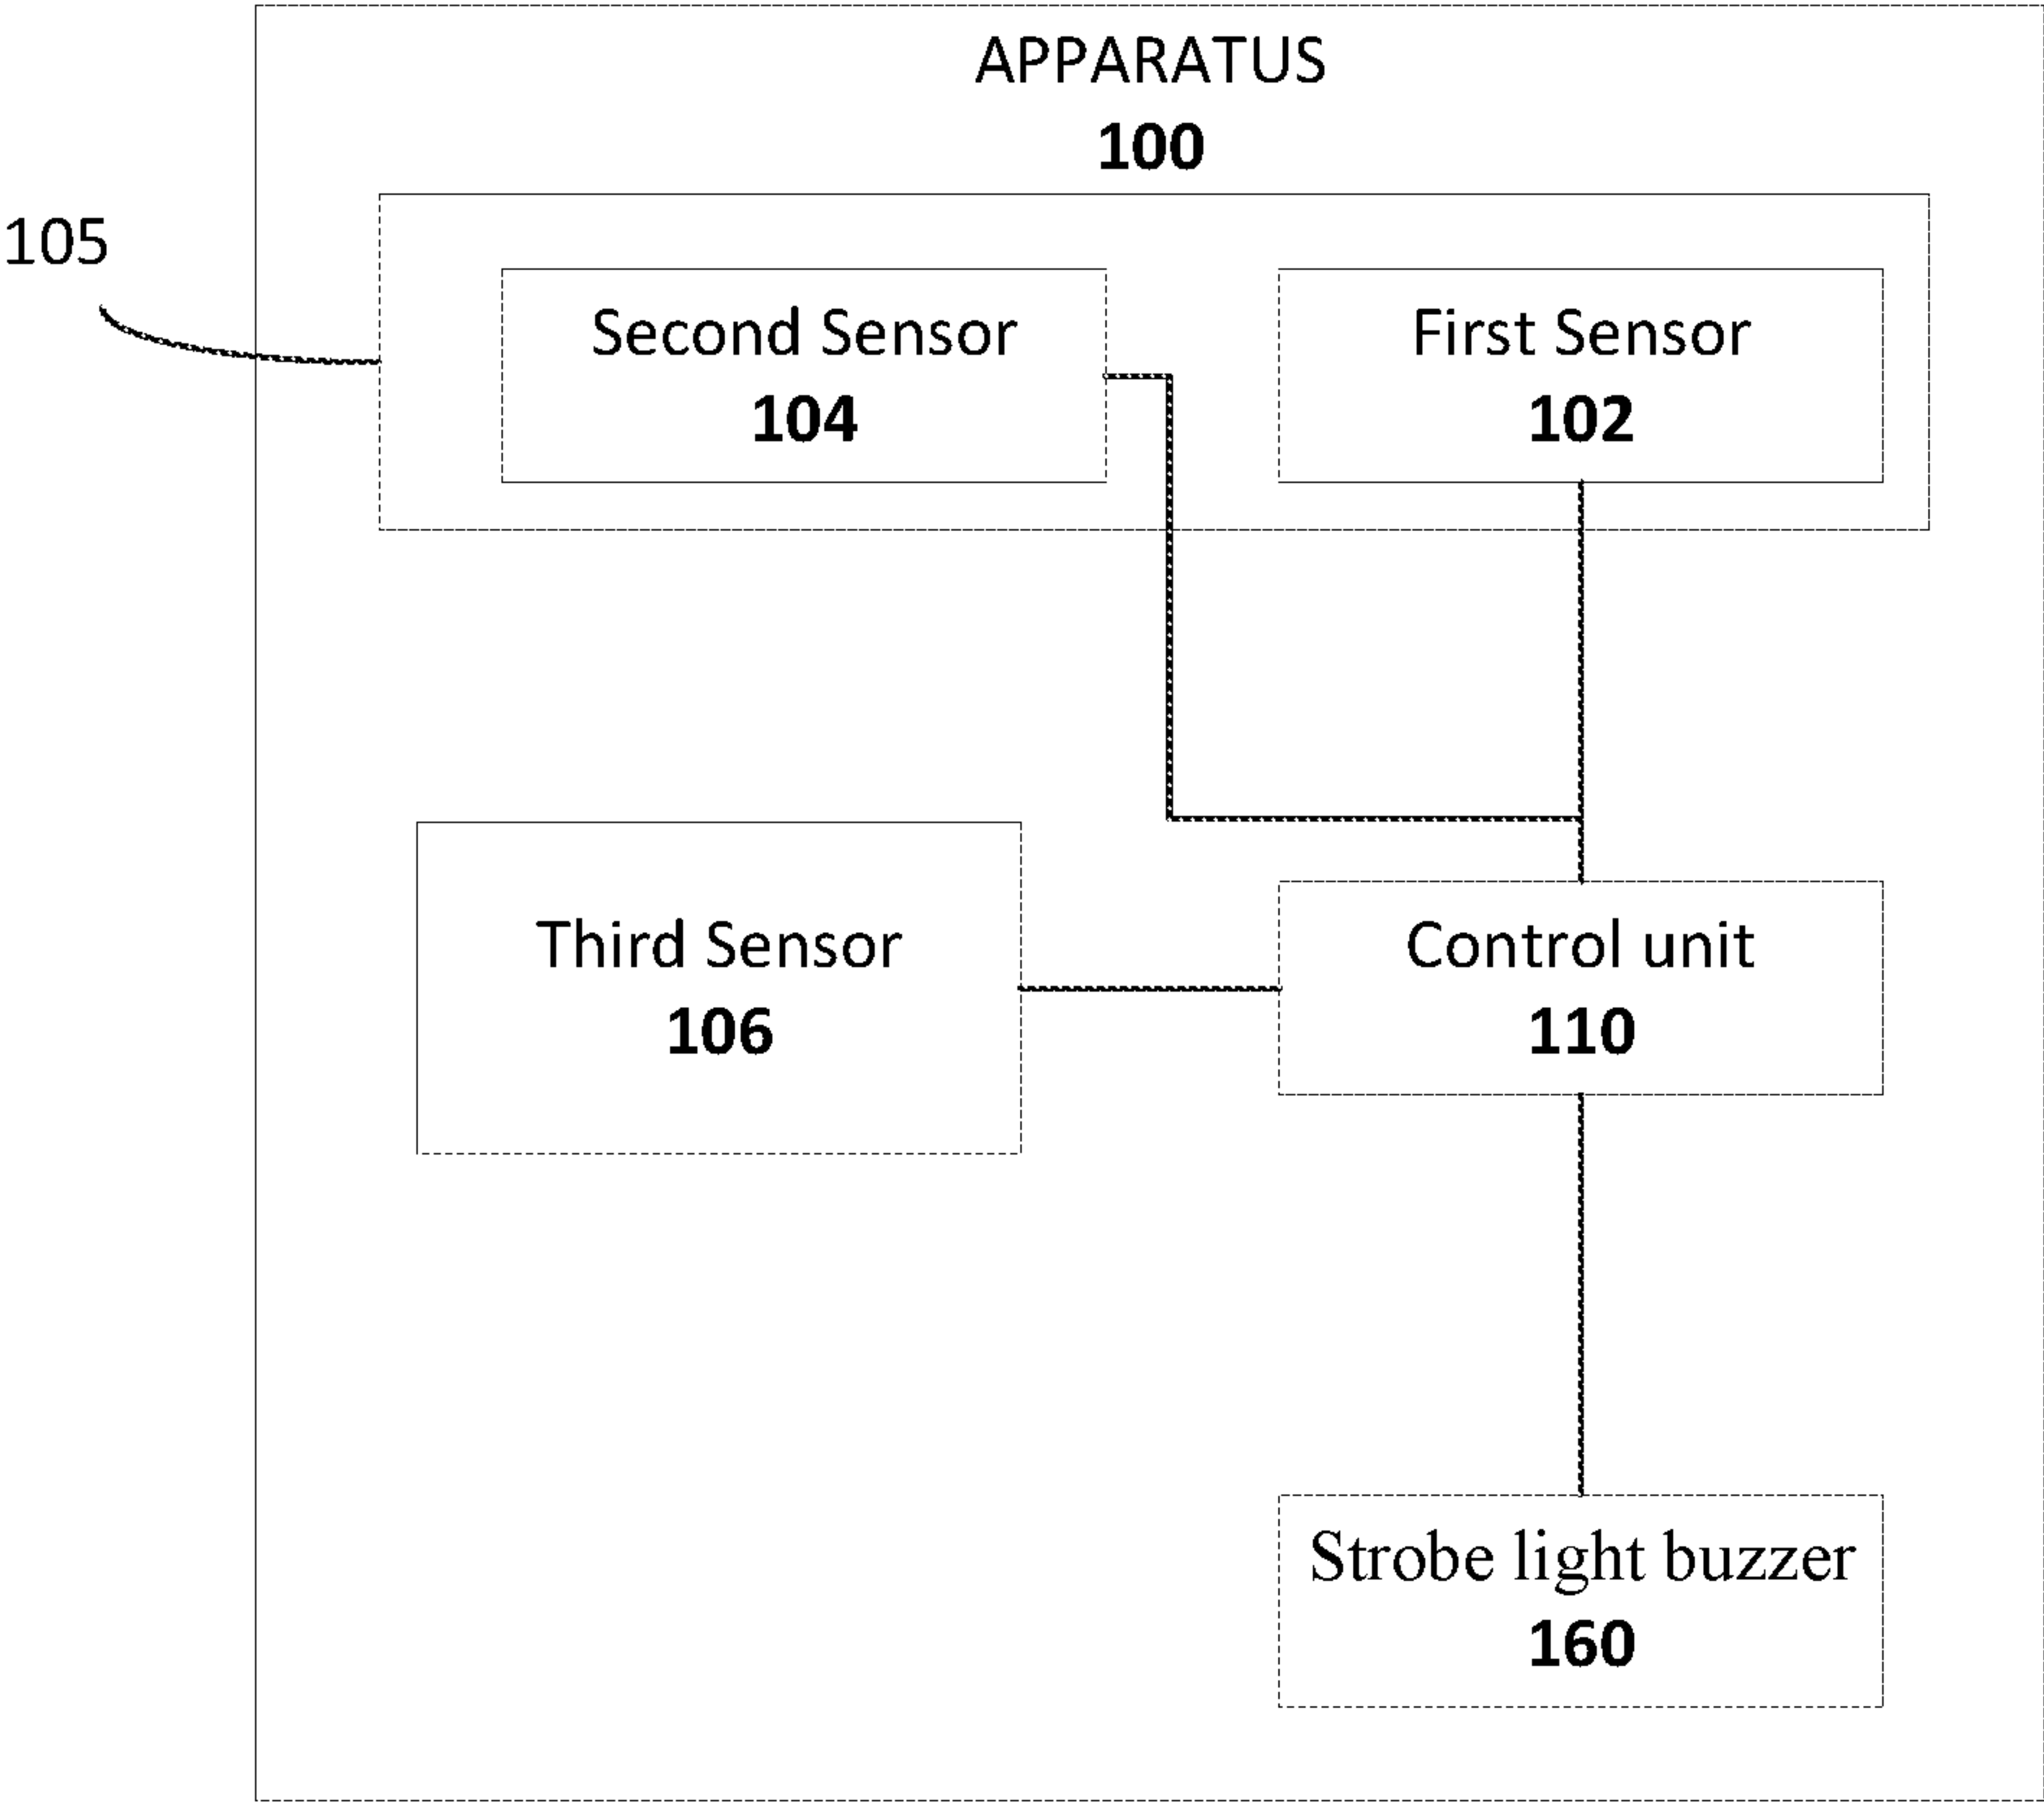 APPARATUS
100
105
Second Sensor
104
First Sensor
102
Third Sensor
106
Control unit
110
Strobe light buzzer
160